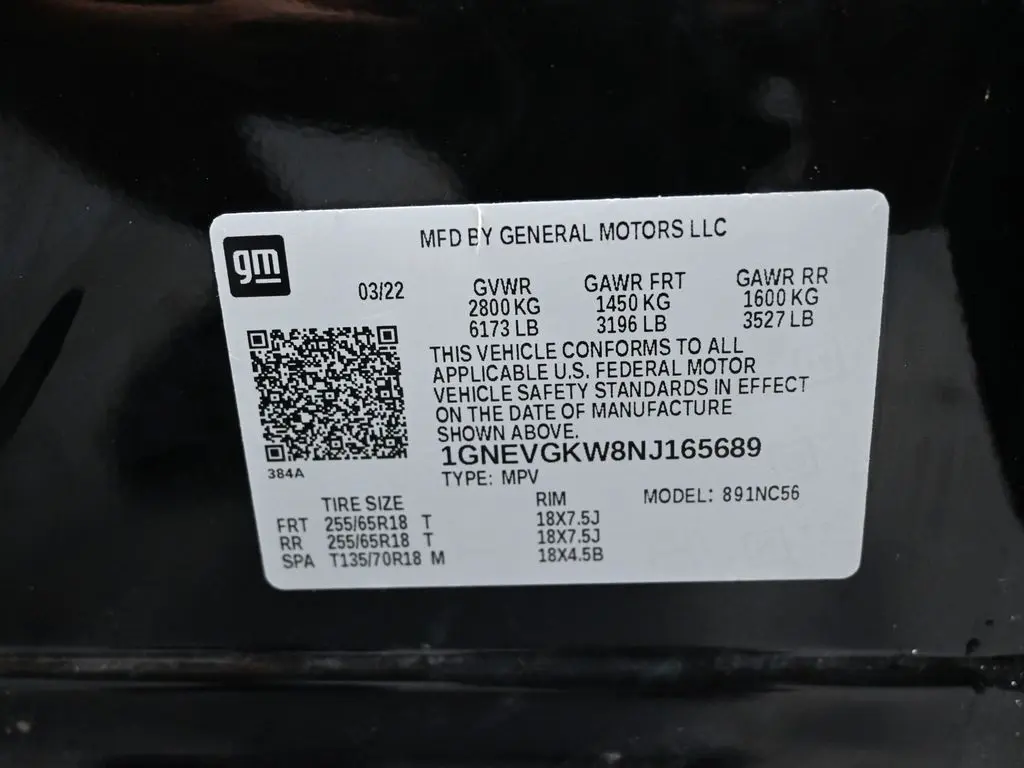 MFD BY GENERAL MOTORS LLC
gm
03/22
GVWR GAWR FRT GAWR RR
2800 KG 1450 KG 1600 KG
6173 LB 3196 LB 3527 LB
THIS VEHICLE CONFORMS TO ALL
APPLICABLE U.S. FEDERAL MOTOR
VEHICLE SAFETY STANDARDS IN EFFECT
ON THE DATE OF MANUFACTURE
SHOWN ABOVE.
1GNEVGKW8NJ165689
384A
TYPE: MPV
TIRE SIZE RIM MODEL: 891NC56
FRT 255/65R18 T 18X7.5J
RR 255/65R18 T 18X7.5J
SPA T135/70R18 M 18X4.5B